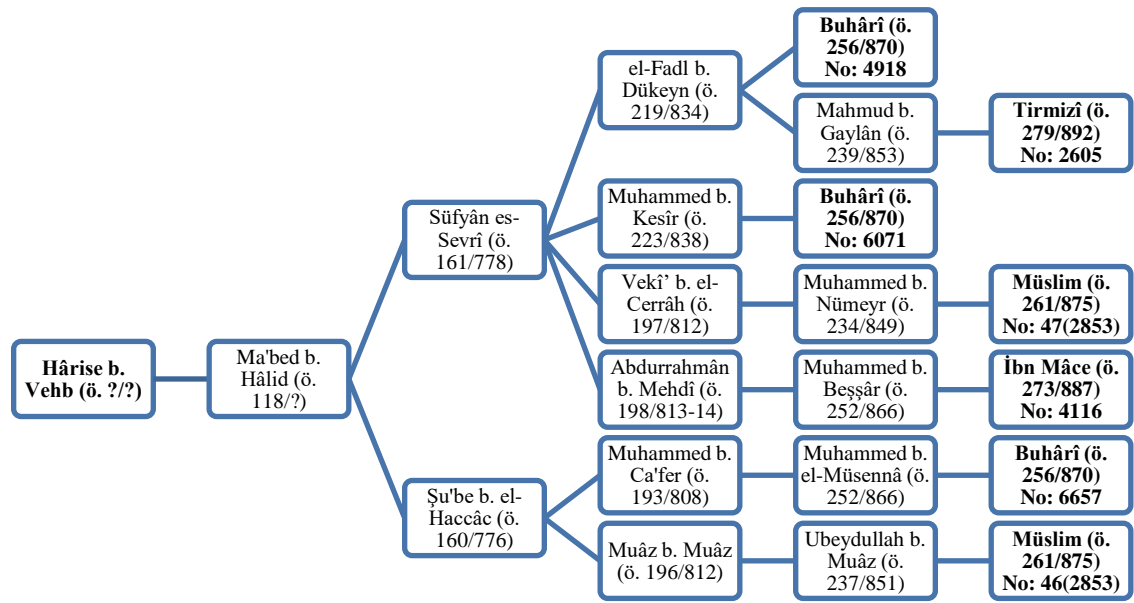 Hârise b.
Vehb (ö. ?/?)
Ma'bed b.
Hâlid (ö.
118/?)
Süfyân es-
Sevrî (ö.
161/778)
el-Fadl b.
Dükeyn (ö.
219/834)
Buhârî (ö.
256/870)
No: 4918
Mahmud b.
Gaylân (ö.
239/853)
Tirmizî (ö.
279/892)
No: 2605
Muhammed b.
Kesîr (ö.
223/838)
Buhârî (ö.
256/870)
No: 6071
Vekî’ b. el-
Cerrâh (ö.
197/812)
Muhammed b.
Nümeyr (ö.
234/849)
Müslim (ö.
261/875)
No: 47(2853)
Abdurrahmân
b. Mehdî (ö.
198/813-14)
Muhammed b.
Beşşâr (ö.
252/866)
İbn Mâce (ö.
273/887)
No: 4116
Şu'be b. el-
Haccâc (ö.
160/776)
Muhammed b.
Ca'fer (ö.
193/808)
Muhammed b.
el-Müsennâ (ö.
252/866)
Buhârî (ö.
256/870)
No: 6657
Muâz b. Muâz
(ö. 196/812)
Ubeydullah b.
Muâz (ö.
237/851)
Müslim (ö.
261/875)
No: 46(2853)